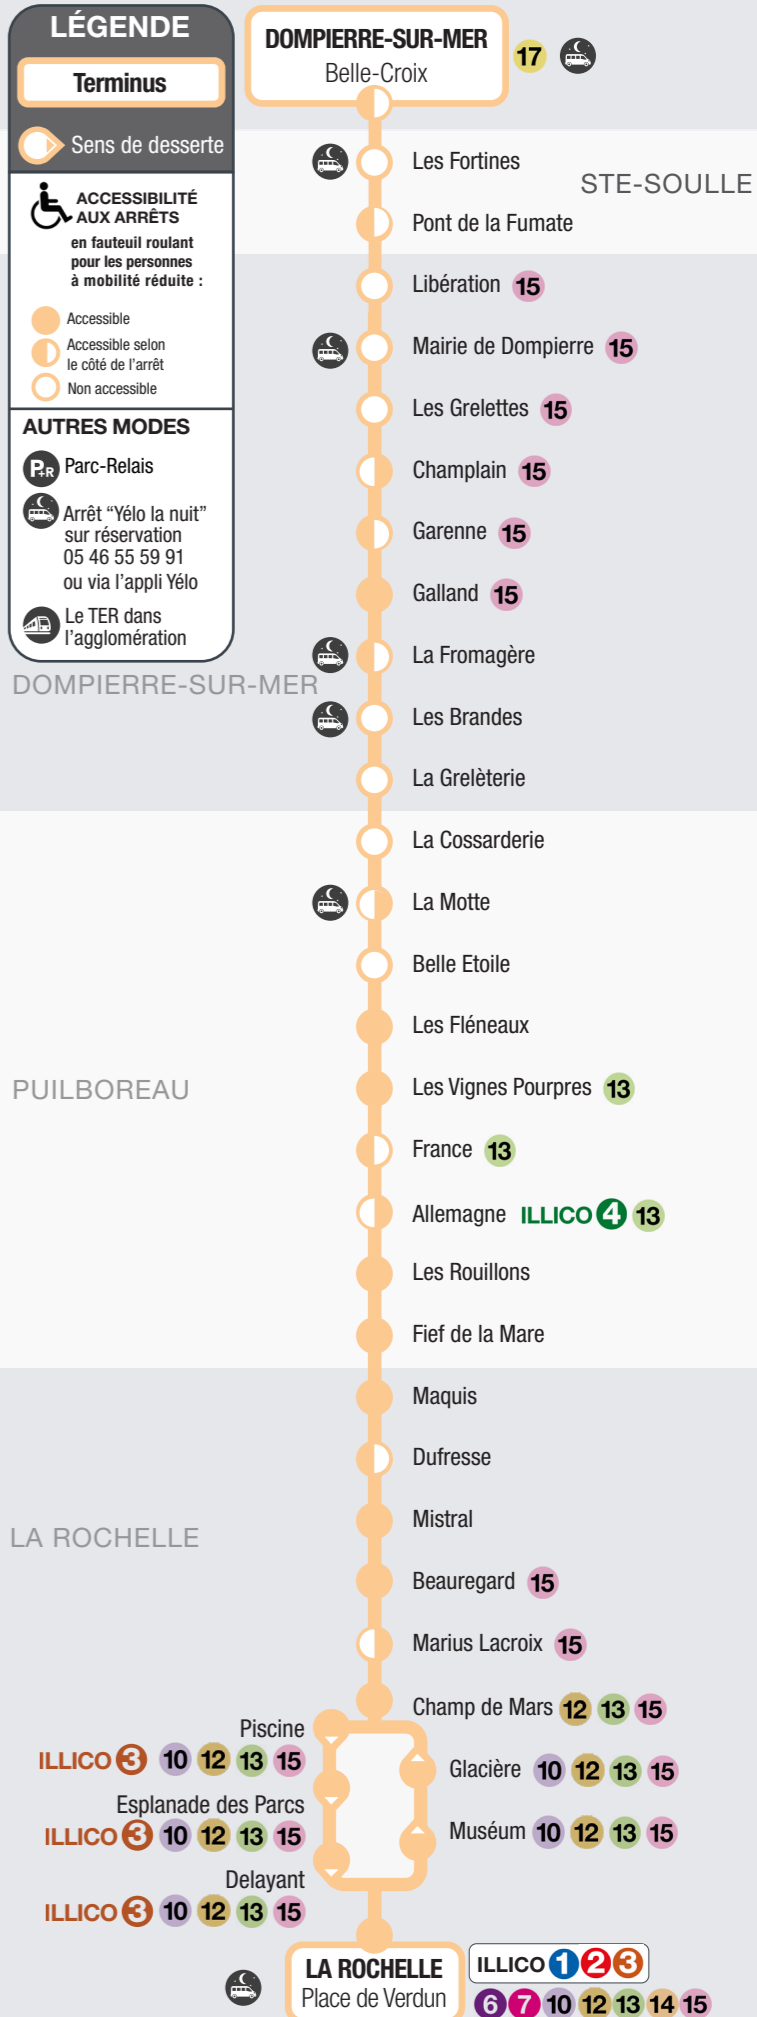 LÉGENDE
Terminus
Sens de desserte
ACCESSIBILITÉ
AUX ARRÊTS
en fauteuil roulant
pour les personnes
à mobilité réduite :
Accessible
Accessible selon
le côté de l'arrêt
Non accessible
AUTRES MODES
P+R Parc-Relais
Arrêt “Yélo la nuit”
sur réservation
05 46 55 59 91
ou via l'appli Yélo
Le TER dans
l'agglomération
DOMPIERRE-SUR-MER
Belle-Croix
17
STE-SOULLE
Les Fortines
Pont de la Fumate
DOMPIERRE-SUR-MER
Libération 15
Mairie de Dompierre 15
Les Grelettes 15
Champlain 15
Garenne 15
Galland 15
La Fromagère
Les Brandes
La Grelèterie
PUILBOREAU
La Cossarderie
La Motte
Belle Etoile
Les Fléneaux
Les Vignes Pourpres 13
France 13
Allemagne ILLICO 4 13
Les Rouillons
Fief de la Mare
LA ROCHELLE
Maquis
Dufresse
Mistral
Beauregard 15
Marius Lacroix 15
Champ de Mars 12 13 15
Piscine
ILLICO 3 10 12 13 15
Esplanade des Parcs
ILLICO 3 10 12 13 15
Delayant
ILLICO 3 10 12 13 15
Glacière 10 12 13 15
Muséum 10 12 13 15
LA ROCHELLE
Place de Verdun
ILLICO 1 2 3
6 7 10 12 13 14 15